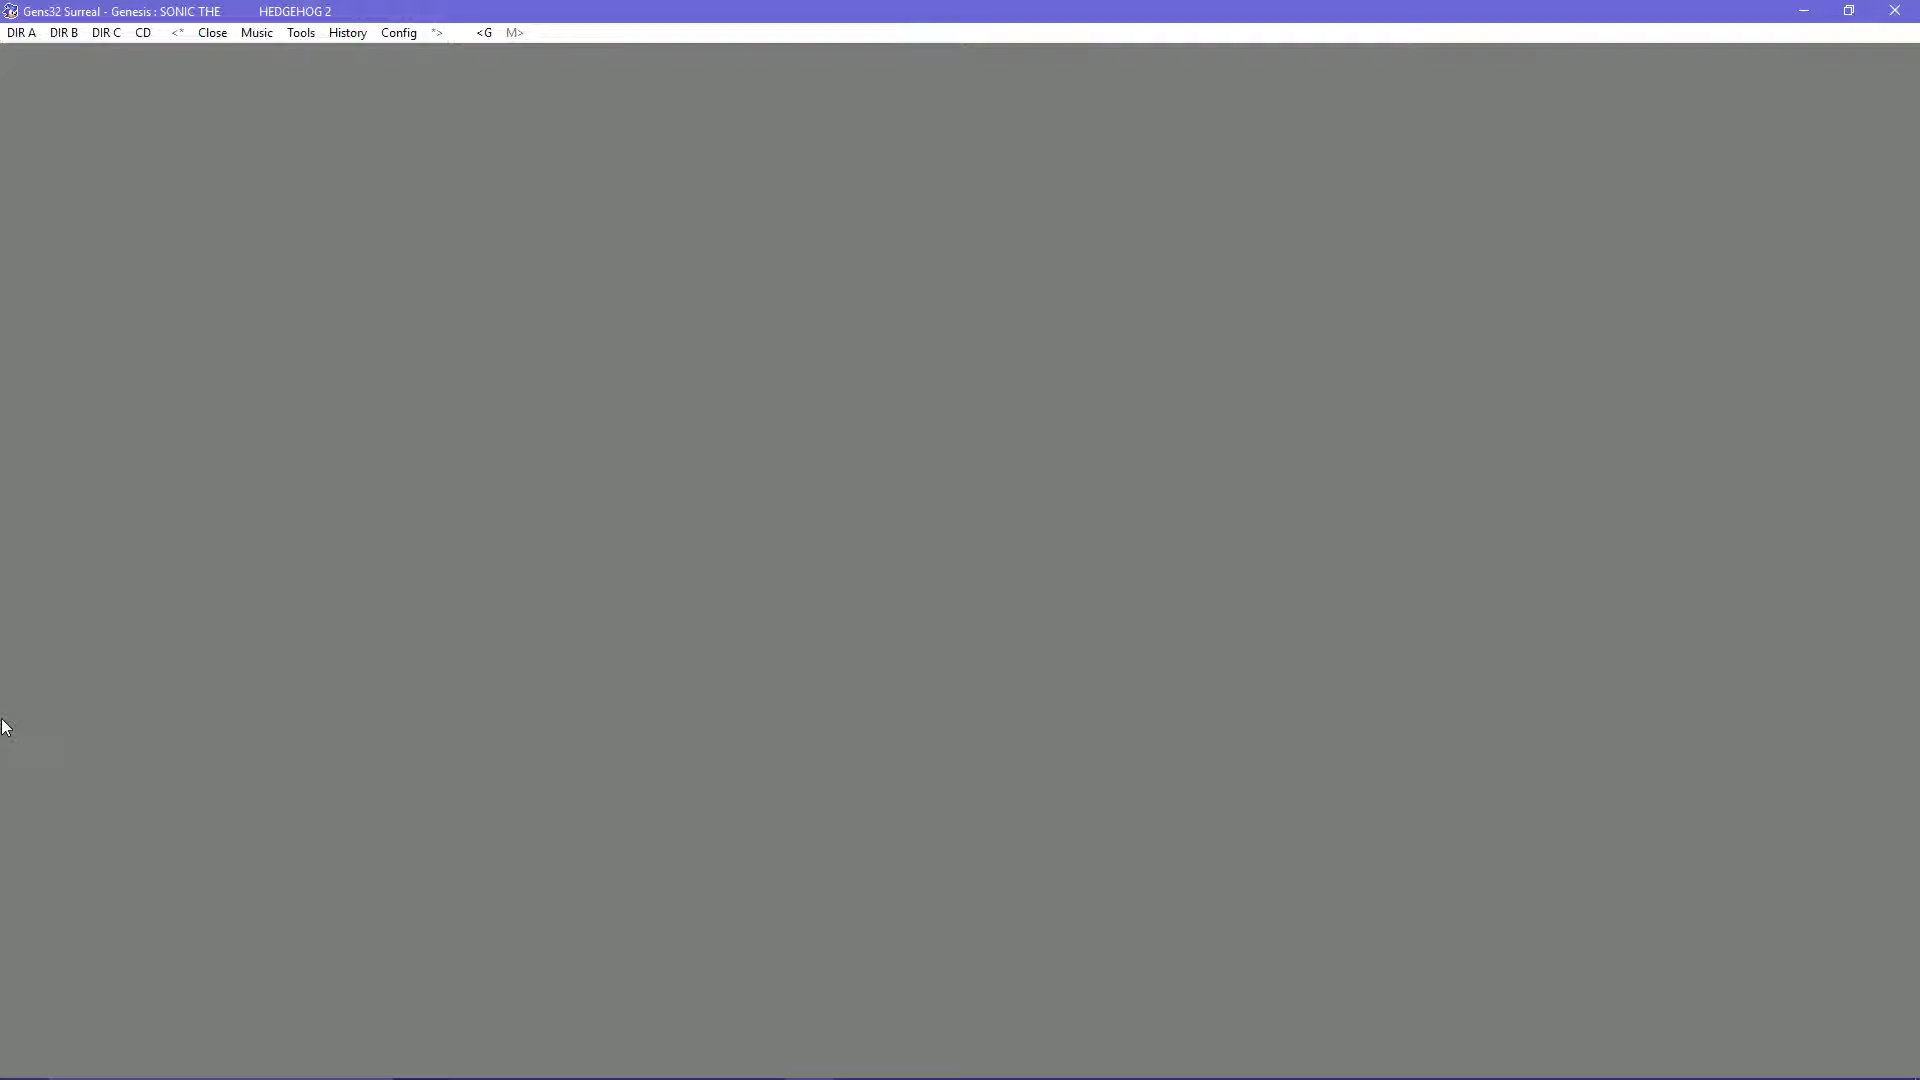 Gens32 Surreal - Genesis : SONIC THE HEDGEHOG 2
DIR A DIR B DIR C CD <* Close Music Tools History Config *> <G M>